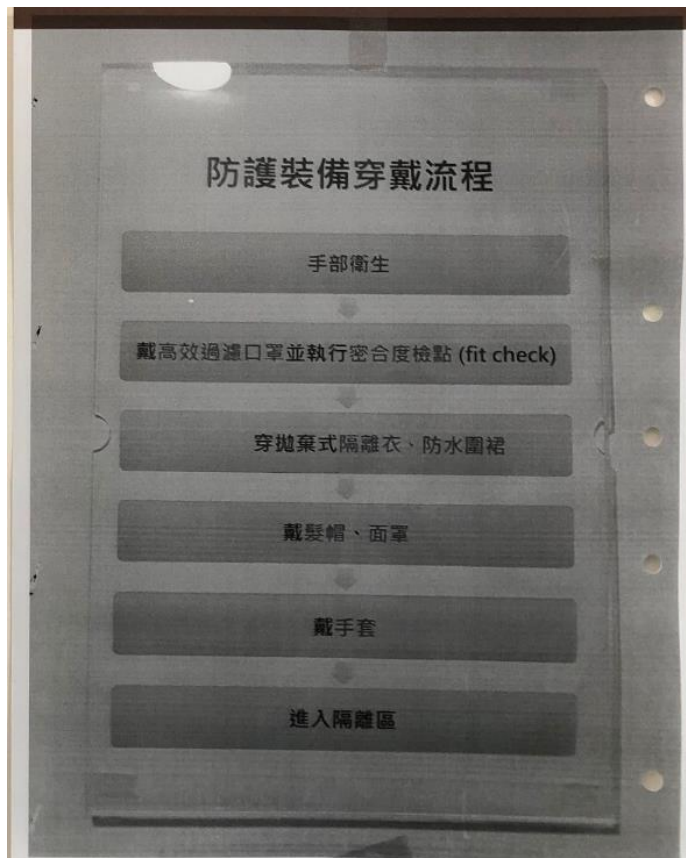 防護裝備穿戴流程
手部衛生
戴高效過濾口罩並執行密合度檢點 (fit check)
穿拋棄式隔離衣、防水圍裙
戴髮帽、面罩
戴手套
進入隔離區